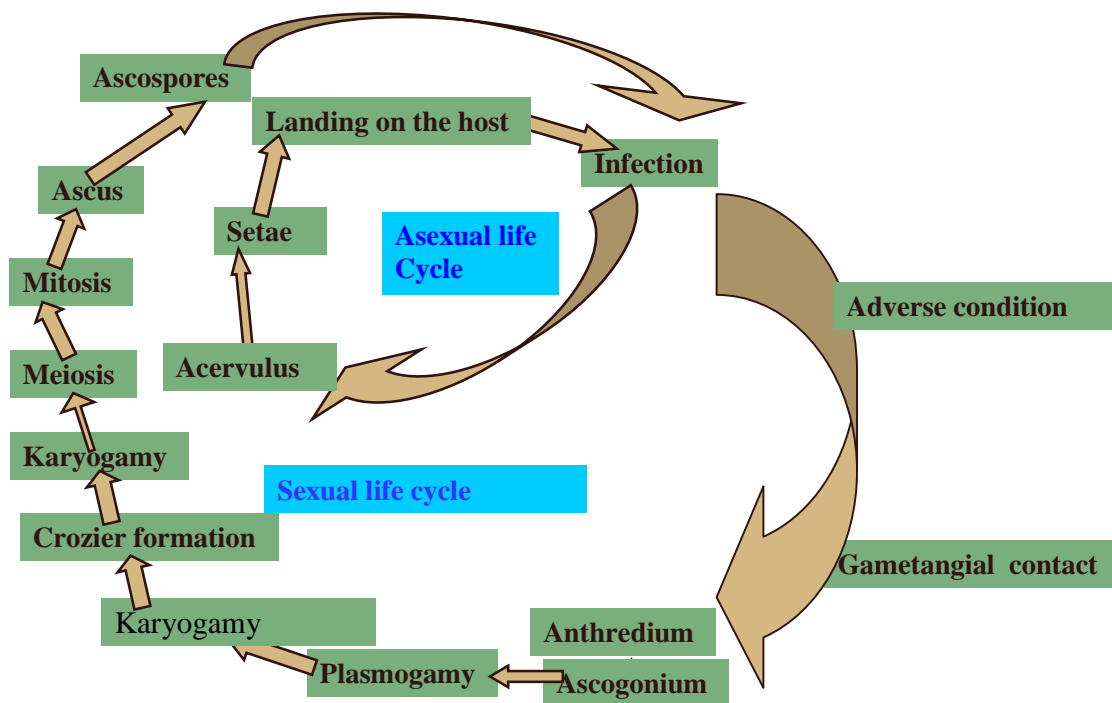 Ascospores
Landing on the host
Infection
Ascus
Setae
Asexual life
Cycle
Mitosis
Adverse condition
Acervulus
Meiosis
Karyogamy
Sexual life cycle
Crozier formation
Gametangial contact
Karyogamy
Anthredium
Plasmogamy
Ascogonium